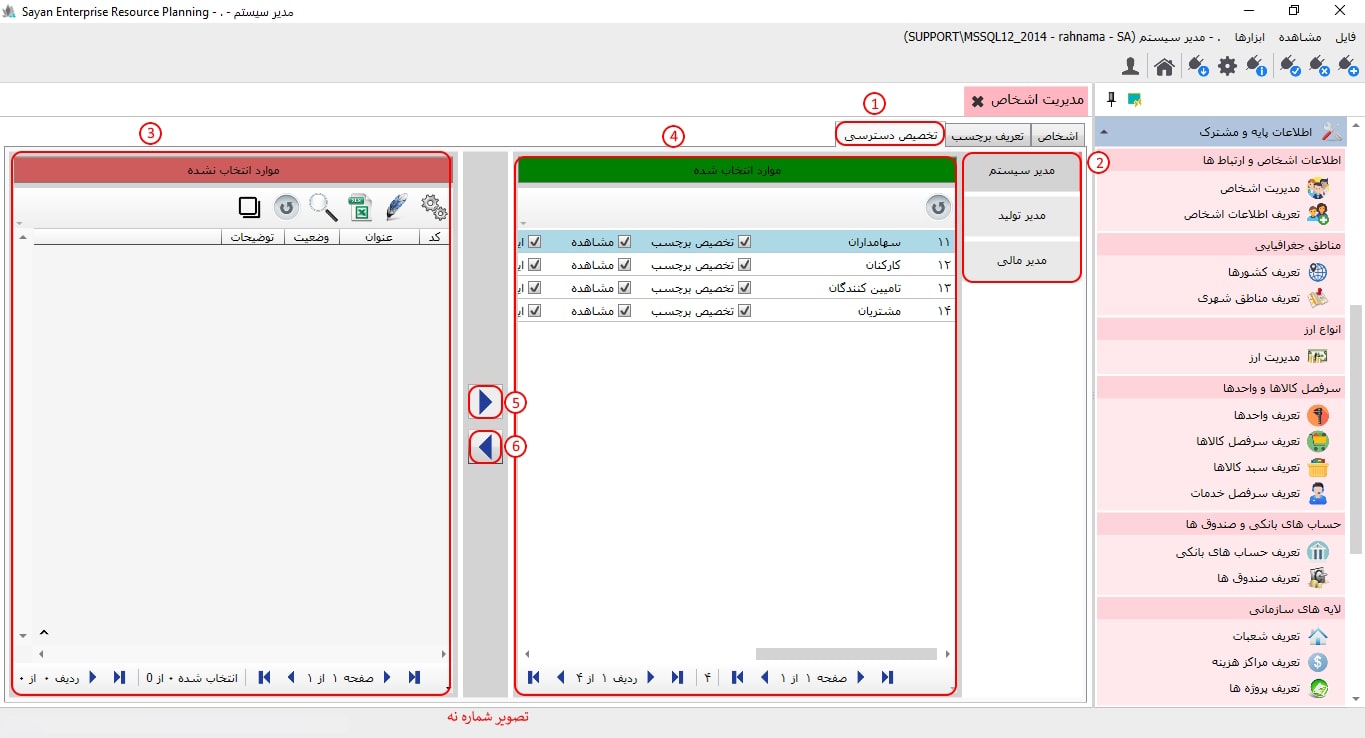 Sayan Enterprise Resource Planning - . - مدیر سیستم
فایل مشاهده ابزارها . - مدیر سیستم (SUPPORT\MSSQL12_2014 - rahnama - SA)
مدیریت اشخاص
اشخاص تعریف برچسب تخصیص دسترسی
1
2
3
4
5
6
مدیر سیستم
مدیر تولید
مدیر مالی
موارد انتخاب شده
۱۱ سهامداران تخصیص برچسب مشاهده ایـ
۱۲ کارکنان تخصیص برچسب مشاهده ایـ
۱۳ تامیین کنندگان تخصیص برچسب مشاهده ایـ
۱۴ مشتریان تخصیص برچسب مشاهده ایـ
صفحه ۱ از ۱ ۴ ردیف ۱ از ۴
موارد انتخاب نشده
کد عنوان وضعیت توضیحات
صفحه ۱ از ۱ انتخاب شده ۰ از 0 ردیف ۰ از ۰
اطلاعات پایه و مشترک
اطلاعات اشخاص و ارتباط ها
مدیریت اشخاص
تعریف اطلاعات اشخاص
مناطق جغرافیایی
تعریف کشورها
تعریف مناطق شهری
انواع ارز
مدیریت ارز
سرفصل کالاها و واحدها
تعریف واحدها
تعریف سرفصل کالاها
تعریف سبد کالاها
تعریف سرفصل خدمات
حساب های بانکی و صندوق ها
تعریف حساب های بانکی
تعریف صندوق ها
لایه های سازمانی
تعریف شعبات
تعریف مراکز هزینه
تعریف پروژه ها
تصویر شماره نه